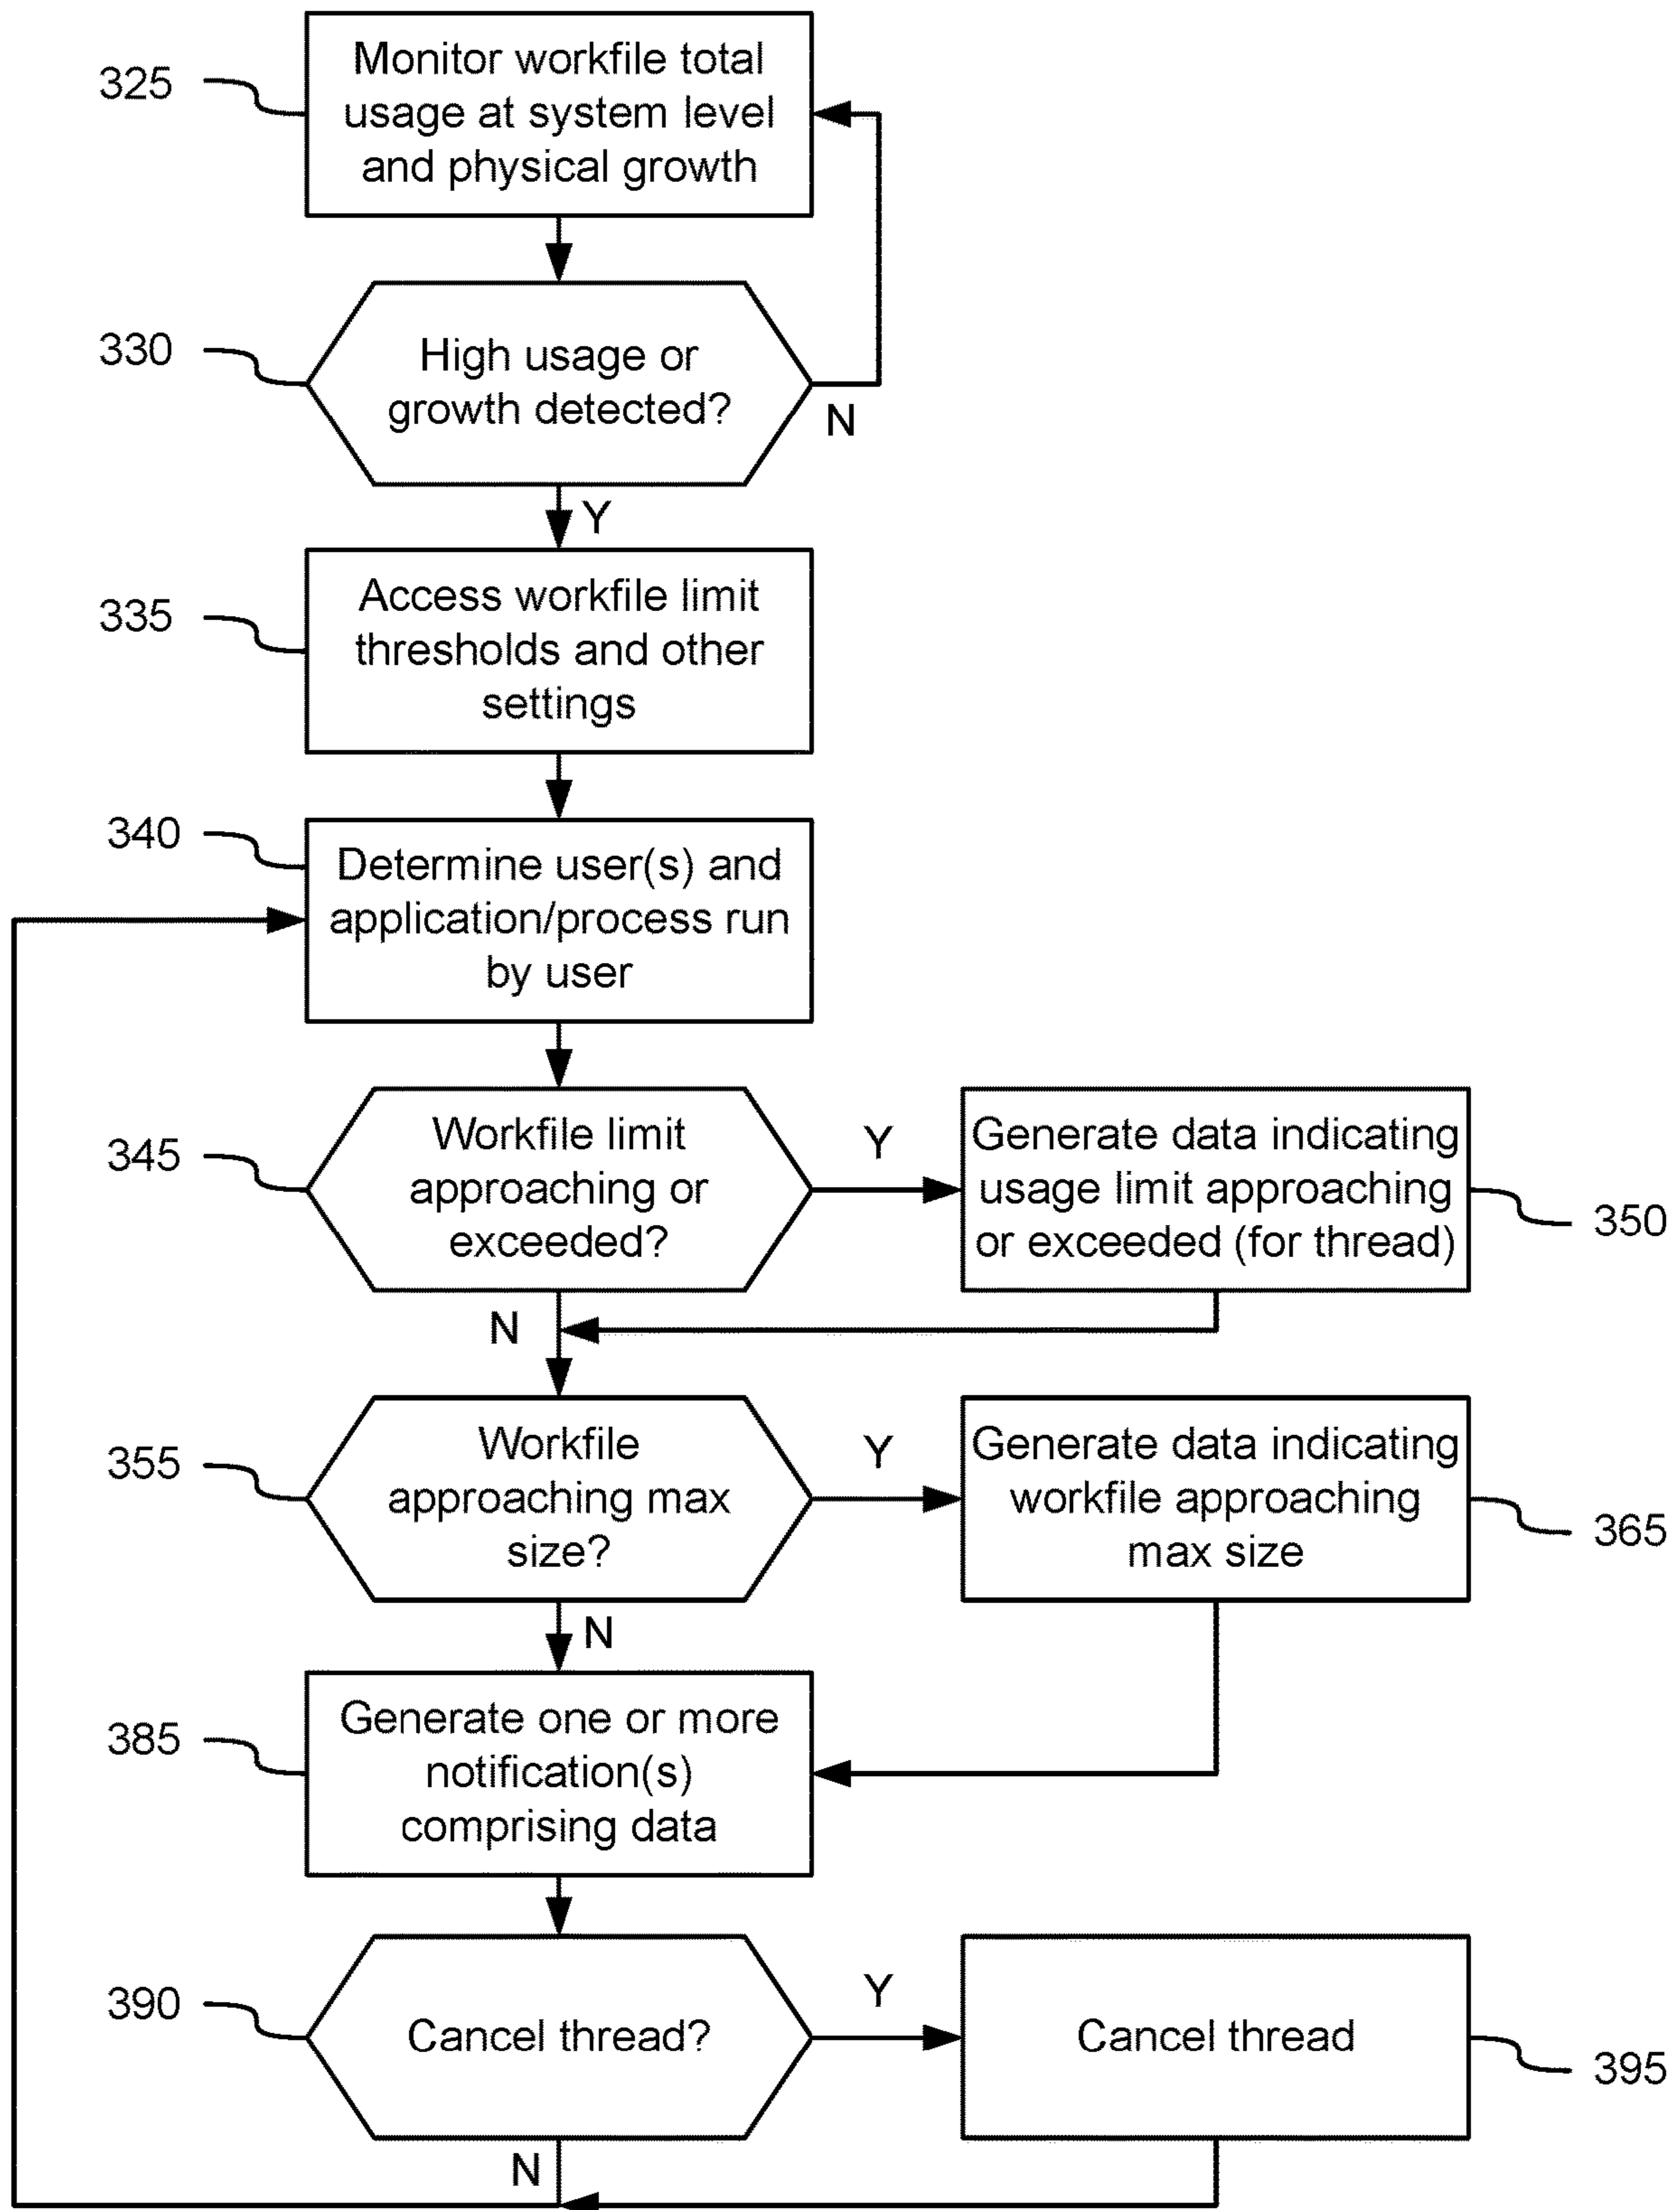 325
Monitor workfile total
usage at system level
and physical growth
330
High usage or
growth detected?
N
Y
335
Access workfile limit
thresholds and other
settings
340
Determine user(s) and
application/process run
by user
345
Workfile limit
approaching or
exceeded?
Y
Generate data indicating
usage limit approaching
or exceeded (for thread)
350
N
355
Workfile
approaching max
size?
Y
Generate data indicating
workfile approaching
max size
365
N
385
Generate one or more
notification(s)
comprising data
390
Cancel thread?
Y
Cancel thread
395
N